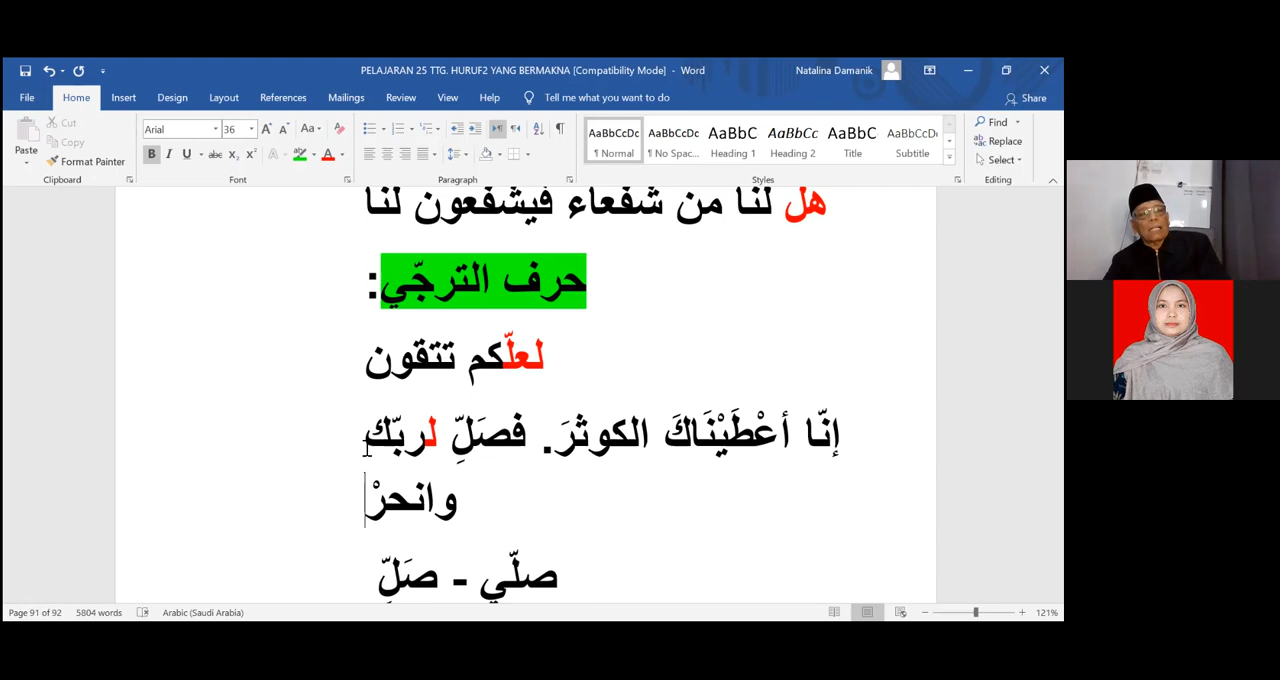 PELAJARAN 25 TTG. HURUF2 YANG BERMAKNA [Compatibility Mode] - Word
Natalina Damanik
File Home Insert Design Layout References Mailings Review View Help Tell me what you want to do Share
Paste
Cut
Copy
Format Painter
Clipboard
Arial 36
Font
Paragraph
AaBbCcDc AaBbCcDc AaBbC AaBbCc AaBbC AaBbCcD
¶ Normal ¶ No Spac... Heading 1 Heading 2 Title Subtitle
Styles
Find
Replace
Select
Editing
هل لنا من شفعاء فيشفعون لنا
حرف الترجّي:
لعلّكم تتقون
إنّا أعْطَيْنَاكَ الكوثرَ. فصَلِّ لربّك
وانحرْ
صلّي - صَلِّ
Page 91 of 92 5804 words Arabic (Saudi Arabia) 121%